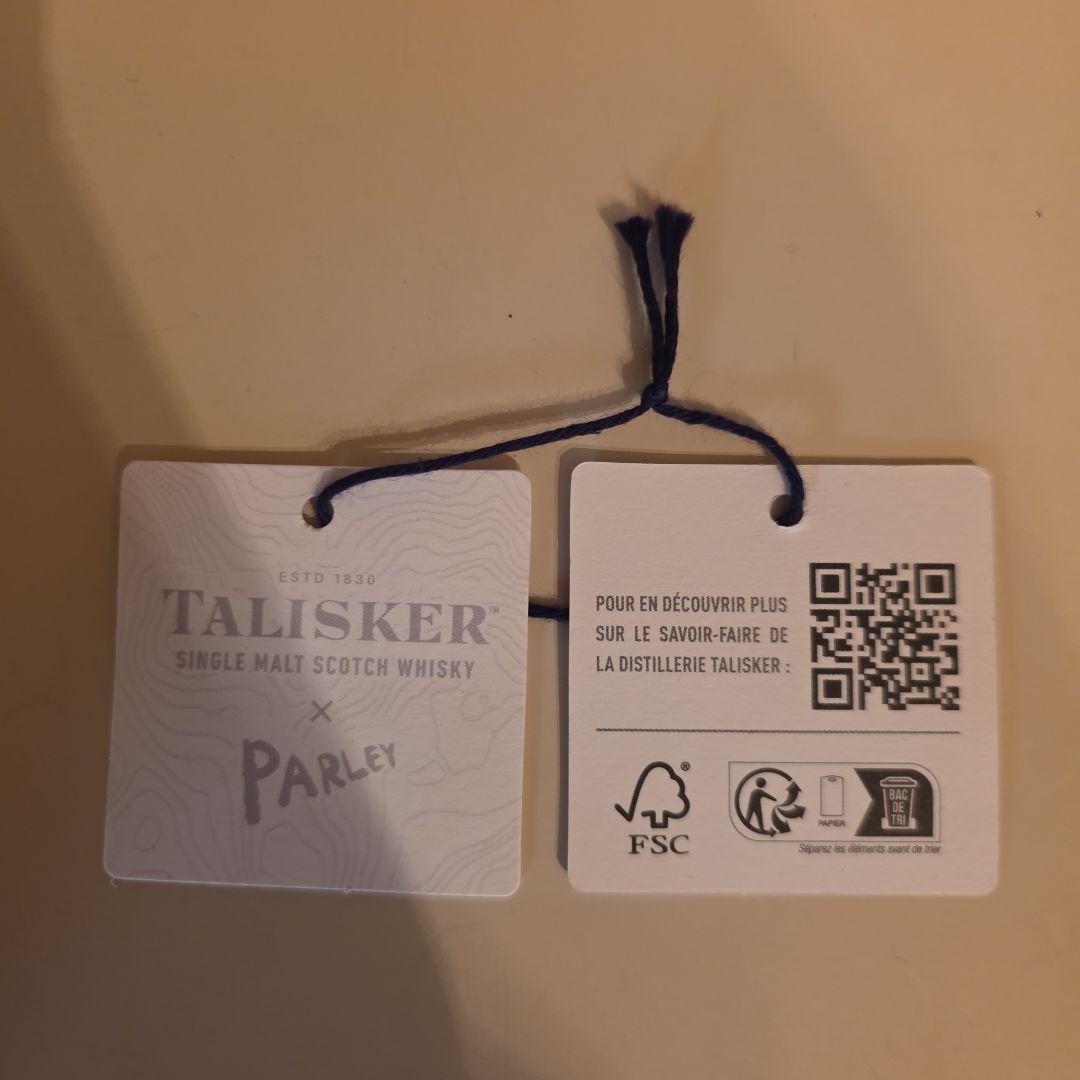 ESTD 1830
TALISKER™
SINGLE MALT SCOTCH WHISKY
×
PARLEY
POUR EN DÉCOUVRIR PLUS
SUR LE SAVOIR-FAIRE DE
LA DISTILLERIE TALISKER :
FSC®
PAPIER
BAC
DE
TRI
Séparez les éléments avant de trier